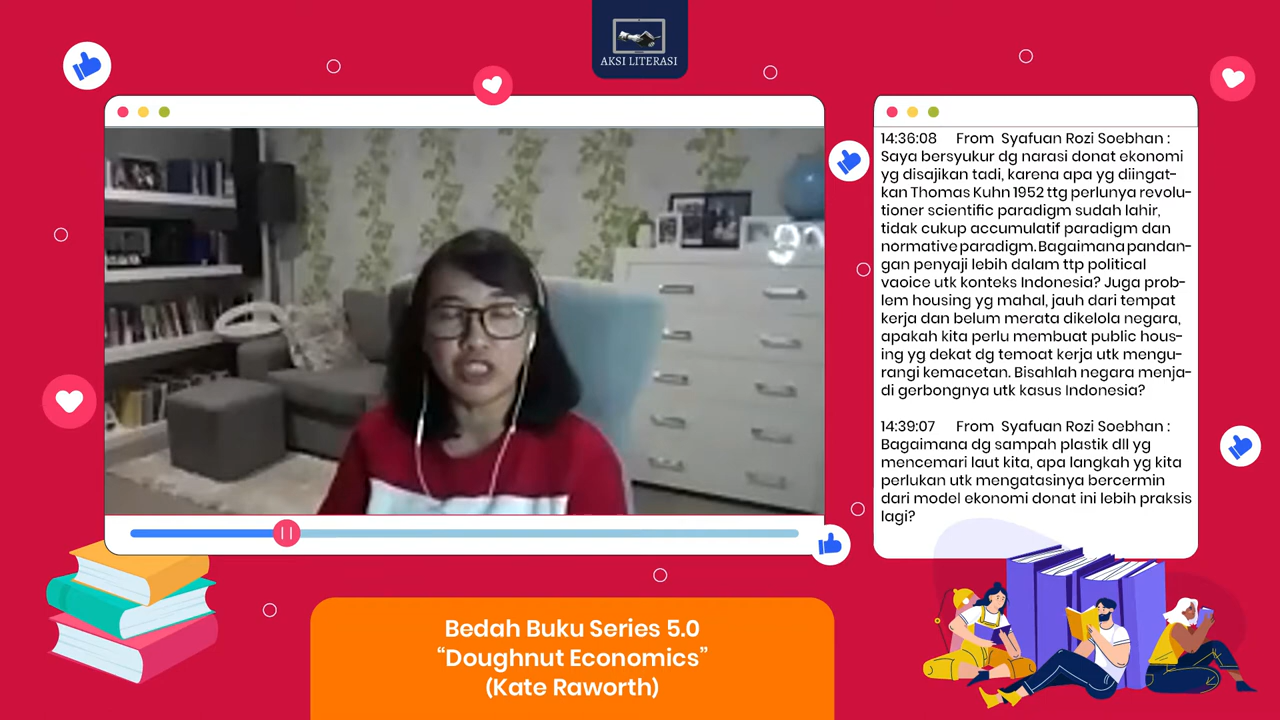 AKSI LITERASI
14:36:08 From Syafuan Rozi Soebhan :
Saya bersyukur dg narasi donat ekonomi
yg disajikan tadi, karena apa yg diingat-
kan Thomas Kuhn 1952 ttg perlunya revolu-
tioner scientific paradigm sudah lahir,
tidak cukup accumulatif paradigm dan
normative paradigm. Bagaimana pandan-
gan penyaji lebih dalam ttp political
vaoice utk konteks Indonesia? Juga prob-
lem housing yg mahal, jauh dari tempat
kerja dan belum merata dikelola negara,
apakah kita perlu membuat public hous-
ing yg dekat dg temoat kerja utk mengu-
rangi kemacetan. Bisahlah negara menja-
di gerbongnya utk kasus Indonesia?
14:39:07 From Syafuan Rozi Soebhan :
Bagaimana dg sampah plastik dll yg
mencemari laut kita, apa langkah yg kita
perlukan utk mengatasinya bercermin
dari model ekonomi donat ini lebih praksis
lagi?
Bedah Buku Series 5.0
“Doughnut Economics”
(Kate Raworth)